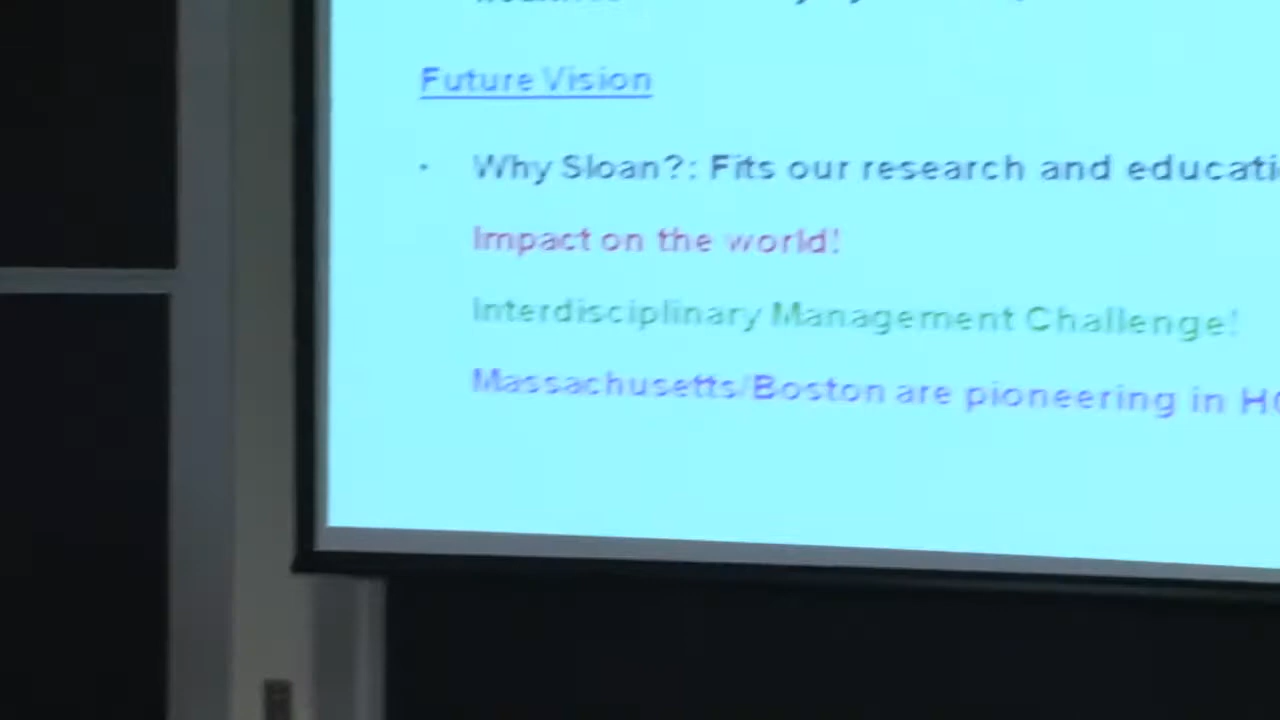 Future Vision
· Why Sloan?: Fits our research and educati
Impact on the world!
Interdisciplinary Management Challenge!
Massachusetts/Boston are pioneering in